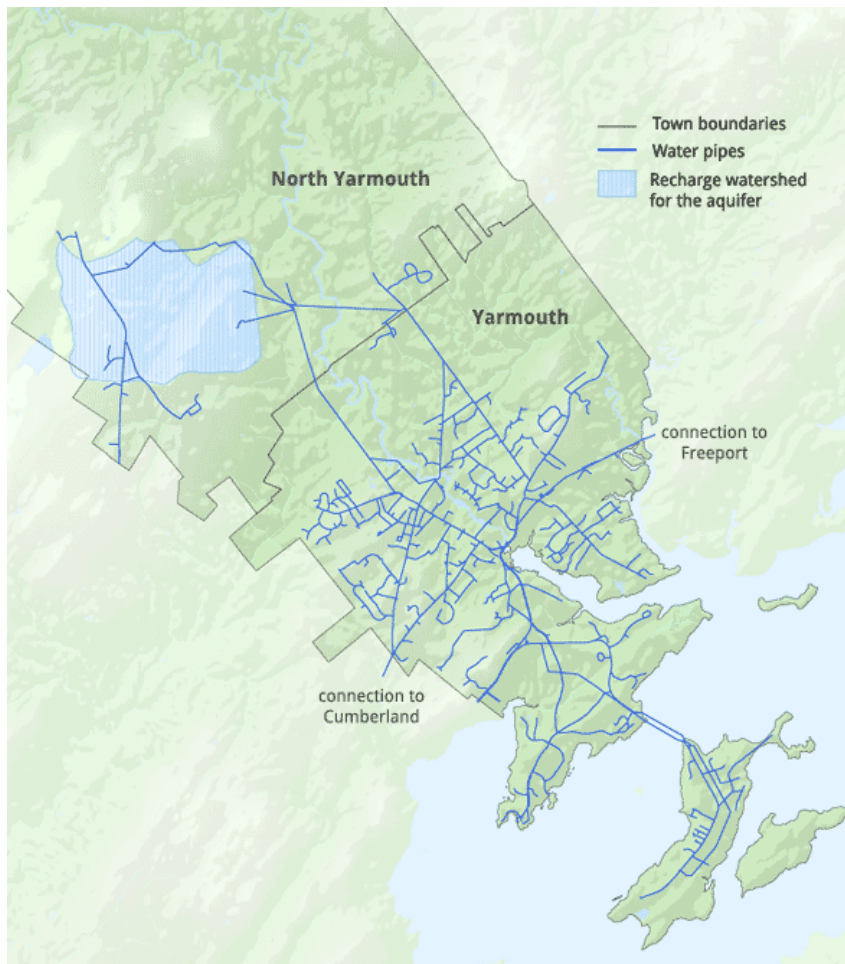 Town boundaries
Water pipes
Recharge watershed
for the aquifer
North Yarmouth
Yarmouth
connection to
Freeport
connection to
Cumberland